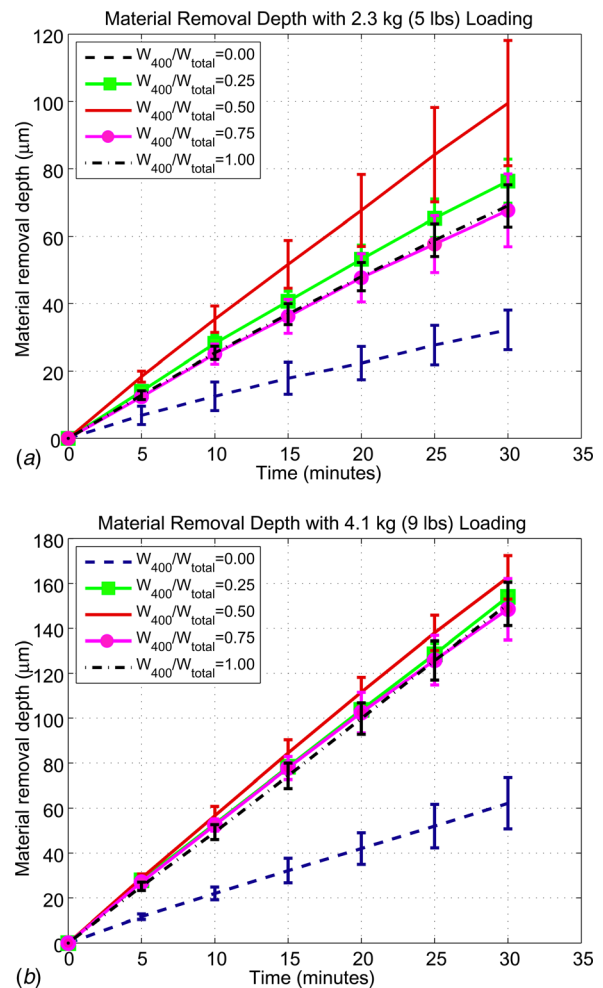 Material Removal Depth with 2.3 kg (5 lbs) Loading
120
100
80
60
40
20
0
Material removal depth (μm)
W400/Wtotal=0.00
W400/Wtotal=0.25
W400/Wtotal=0.50
W400/Wtotal=0.75
W400/Wtotal=1.00
0 5 10 15 20 25 30 35
Time (minutes)
(a)
Material Removal Depth with 4.1 kg (9 lbs) Loading
180
160
140
120
100
80
60
40
20
0
Material removal depth (μm)
W400/Wtotal=0.00
W400/Wtotal=0.25
W400/Wtotal=0.50
W400/Wtotal=0.75
W400/Wtotal=1.00
0 5 10 15 20 25 30 35
Time (minutes)
(b)